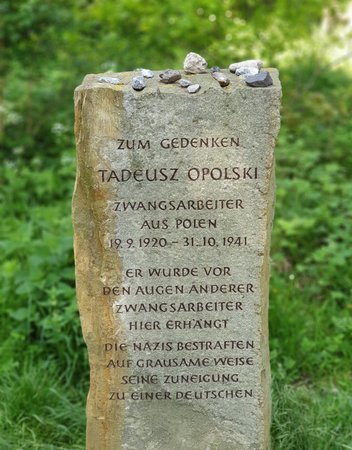 ZUM GEDENKEN
TADEUSZ OPOLSKI
ZWANGSARBEITER
AUS POLEN
19.9.1920 – 31.10.1941
ER WURDE VOR
DEN AUGEN ANDERER
ZWANGSARBEITER
HIER ERHÄNGT
DIE NAZIS BESTRAFTEN
AUF GRAUSAME WEISE
SEINE ZUNEIGUNG
ZU EINER DEUTSCHEN